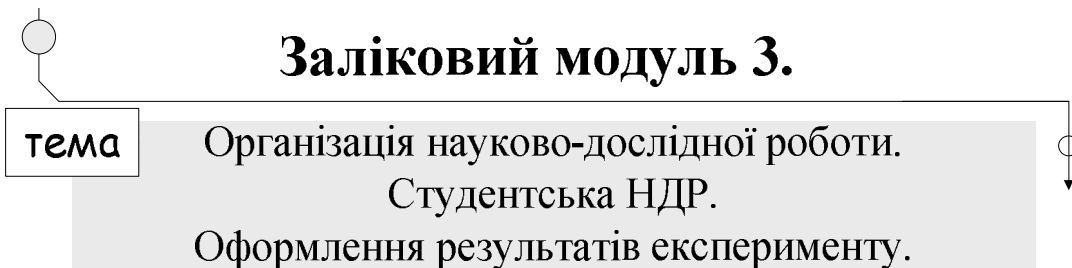 Заліковий модуль 3.
тема
Організація науково-дослідної роботи.
Студентська НДР.
Оформлення результатів експерименту.